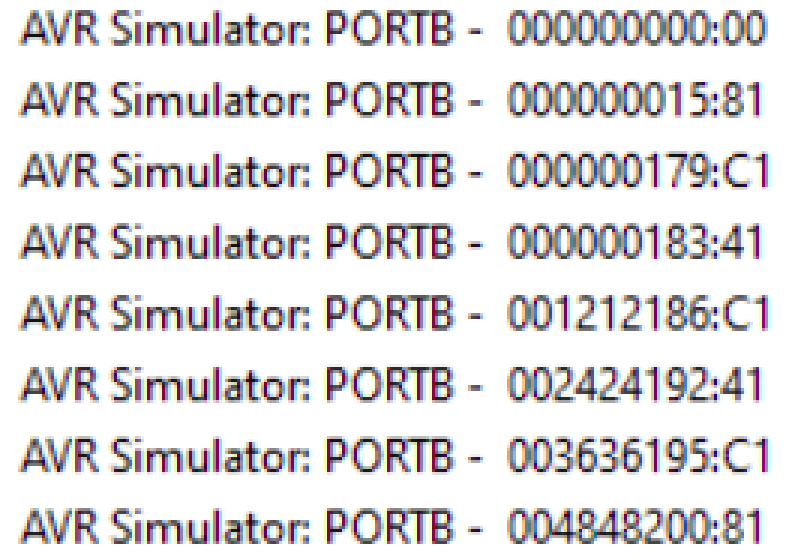 AVR Simulator: PORTB - 000000000:00
AVR Simulator: PORTB - 000000015:81
AVR Simulator: PORTB - 000000179:C1
AVR Simulator: PORTB - 000000183:41
AVR Simulator: PORTB - 001212186:C1
AVR Simulator: PORTB - 002424192:41
AVR Simulator: PORTB - 003636195:C1
AVR Simulator: PORTB - 004848200:81